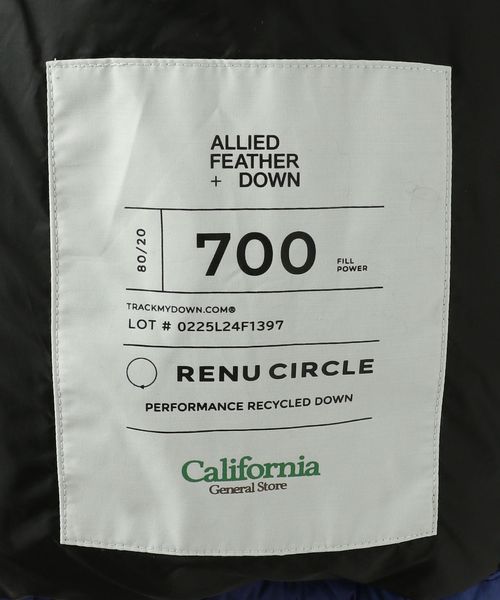 ALLIED
FEATHER
+ DOWN
80/20
700
FILL
POWER
TRACKMYDOWN.COM®
LOT # 0225L24F1397
RENU CIRCLE
PERFORMANCE RECYCLED DOWN
California
General Store